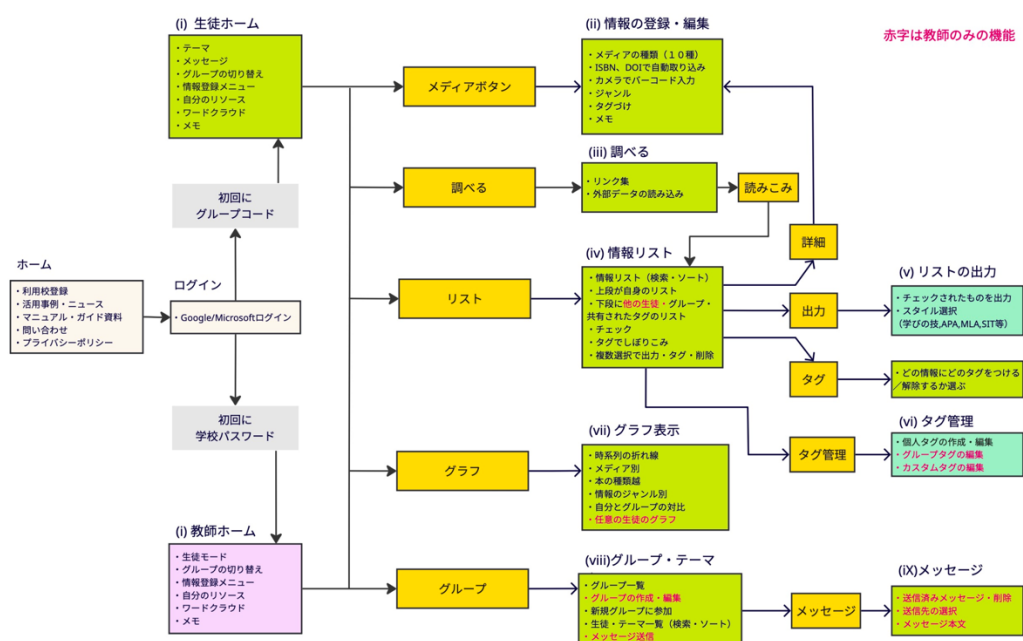 (i) 生徒ホーム
・テーマ
・メッセージ
・グループの切り替え
・情報登録メニュー
・自分のリソース
・ワードクラウド
・メモ
メディアボタン
(ii) 情報の登録・編集
・メディアの種類（１０種）
・ISBN、DOIで自動取り込み
・カメラでバーコード入力
・ジャンル
・タグづけ
・メモ
赤字は教師のみの機能
調べる
(iii) 調べる
・リンク集
・外部データの読み込み
読みこみ
初回に
グループコード
ホーム
・利用校登録
・活用事例・ニュース
・マニュアル・ガイド資料
・問い合わせ
・プライバシーポリシー
ログイン
・Google/Microsoftログイン
リスト
(iv) 情報リスト
・情報リスト（検索・ソート）
・上段が自身のリスト
・下段に他の生徒・グループ・
共有されたタグのリスト
・チェック
・タグでしぼりこみ
・複数選択で出力・タグ・削除
詳細
出力
(v) リストの出力
・チェックされたものを出力
・スタイル選択
（学びの技,APA,MLA,SIT等）
タグ
・どの情報にどのタグをつける
／解除するか選ぶ
初回に
学校パスワード
タグ管理
(vi) タグ管理
・個人タグの作成・編集
・グループタグの編集
・カスタムタグの編集
グラフ
(vii) グラフ表示
・時系列の折れ線
・メディア別
・本の種類越
・情報のジャンル別
・自分とグループの対比
・任意の生徒のグラフ
(i) 教師ホーム
・生徒モード
・グループの切り替え
・情報登録メニュー
・自分のリソース
・ワードクラウド
・メモ
グループ
(viii)グループ・テーマ
・グループ一覧
・グループの作成・編集
・新規グループに参加
・生徒・テーマ一覧（検索・ソート）
・メッセージ送信
メッセージ
(iX)メッセージ
・送信済みメッセージ・削除
・送信先の選択
・メッセージ本文